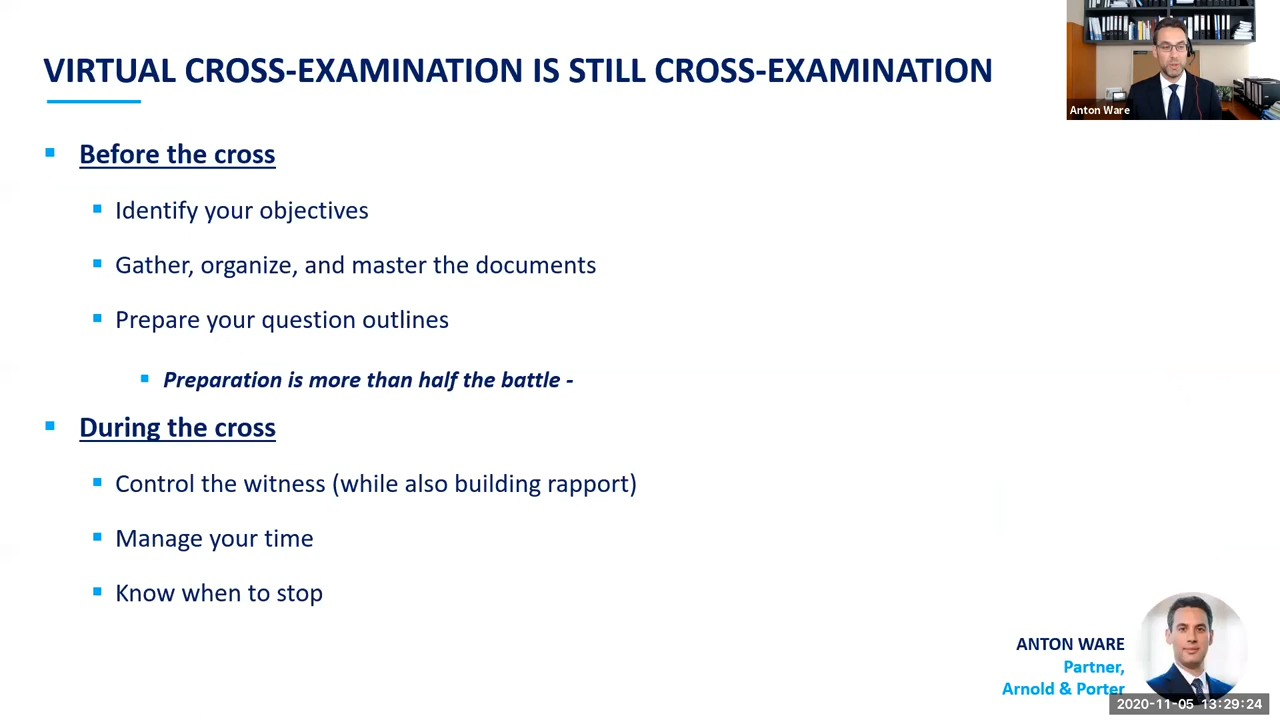 VIRTUAL CROSS-EXAMINATION IS STILL CROSS-EXAMINATION
Anton Ware
Before the cross
Identify your objectives
Gather, organize, and master the documents
Prepare your question outlines
Preparation is more than half the battle -
During the cross
Control the witness (while also building rapport)
Manage your time
Know when to stop
ANTON WARE
Partner,
Arnold & Porter
2020-11-05 13:29:24